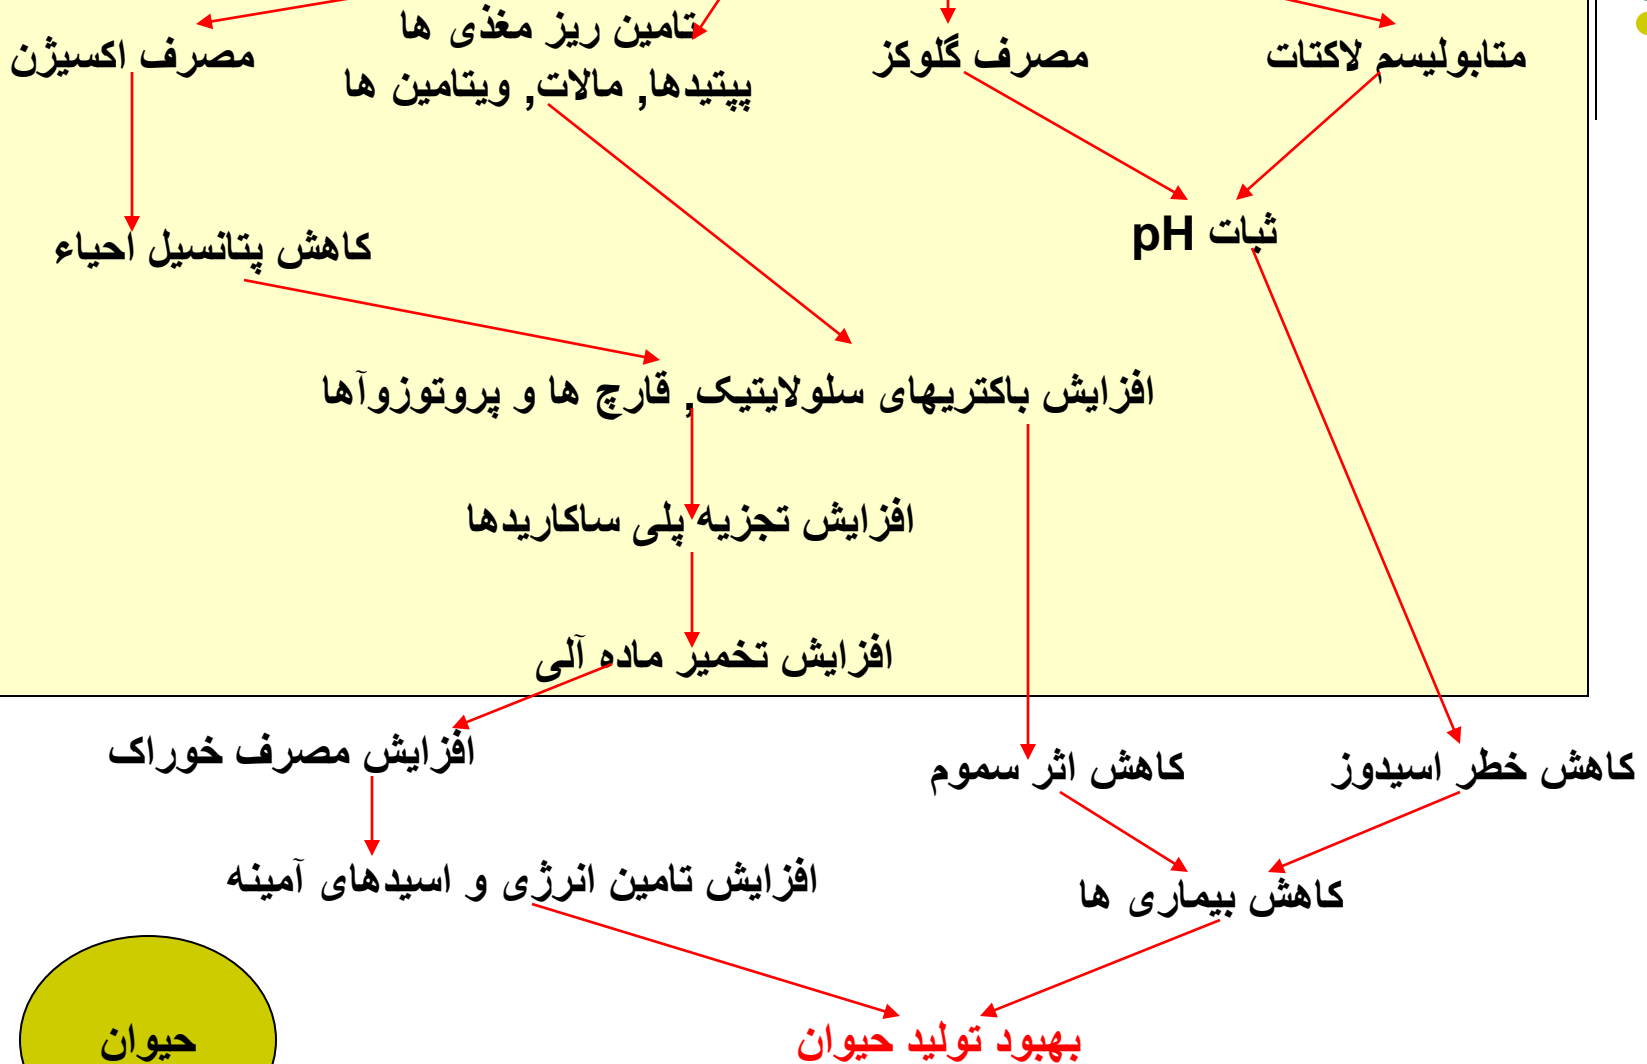 متابولیسم لاکتات
مصرف گلوکز
تامین ریز مغذی ها
پپتیدها, مالات, ویتامین ها
مصرف اکسیژن
ثبات pH
کاهش پتانسیل احیاء
افزایش باکتریهای سلولایتیک, قارچ ها و پروتوزوآها
افزایش تجزیه پلی ساکاریدها
افزایش تخمیر ماده آلی
کاهش خطر اسیدوز
کاهش اثر سموم
افزایش مصرف خوراک
کاهش بیماری ها
افزایش تامین انرژی و اسیدهای آمینه
بهبود تولید حیوان
حیوان